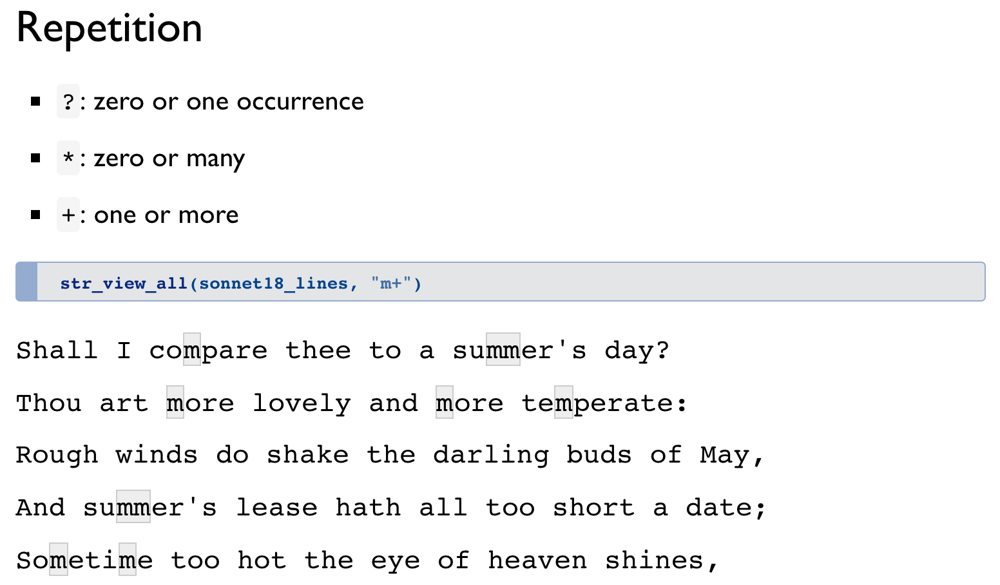 Repetition
?: zero or one occurrence
*: zero or many
+: one or more
str_view_all(sonnet18_lines, "m+")
Shall I compare thee to a summer's day?
Thou art more lovely and more temperate:
Rough winds do shake the darling buds of May,
And summer's lease hath all too short a date;
Sometime too hot the eye of heaven shines,